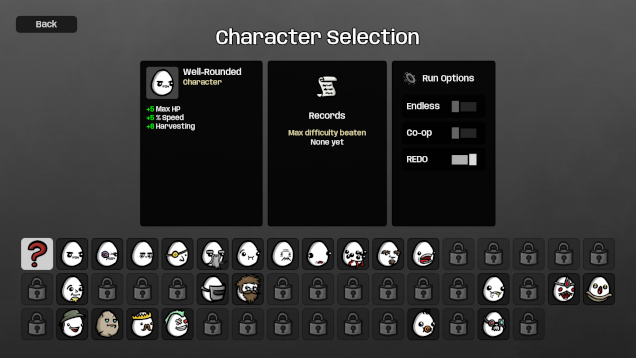 Back
Character Selection
Well-Rounded
Character
+5 Max HP
+5 % Speed
+8 Harvesting
Records
Max difficulty beaten
None yet
Run Options
Endless
Co-op
REDO
?